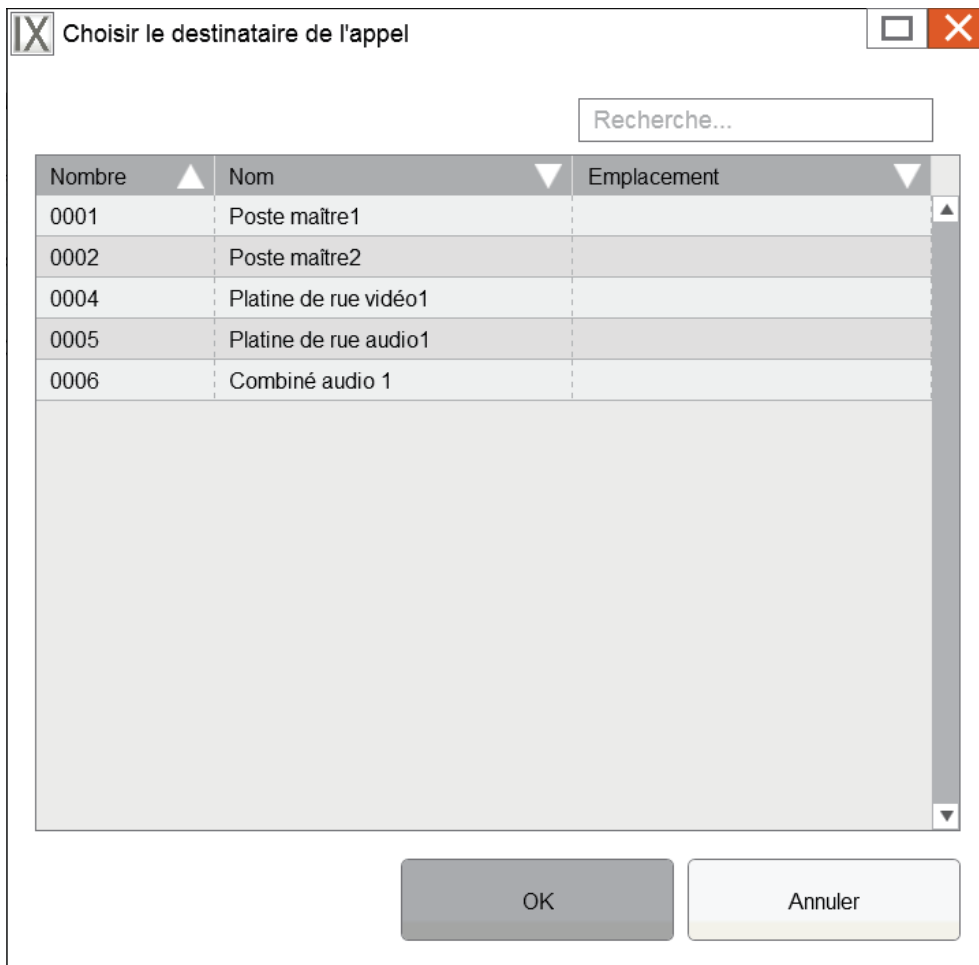 IX Choisir le destinataire de l'appel
Recherche...
Nombre Nom Emplacement
0001 Poste maître1
0002 Poste maître2
0004 Platine de rue vidéo1
0005 Platine de rue audio1
0006 Combiné audio 1
OK Annuler